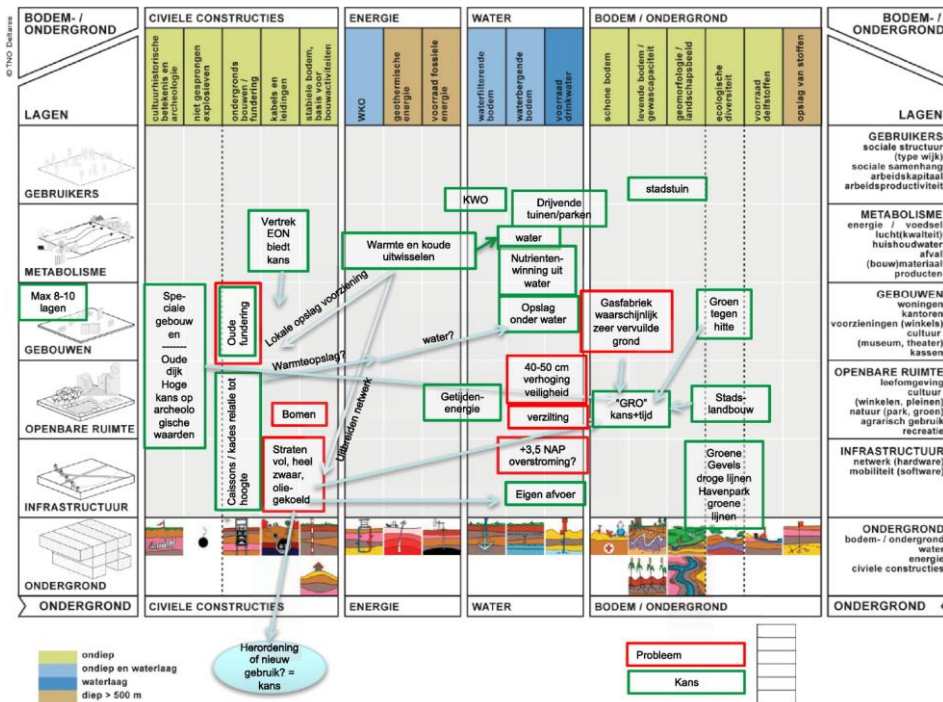 © TNO Deltares
BODEM- /
ONDERGROND
LAGEN
CIVIELE CONSTRUCTIES
ENERGIE
WATER
BODEM / ONDERGROND
BODEM- /
ONDERGROND
LAGEN
cultuurhistorische
betekenis en
archeologie
niet gesprongen
explosieven
ondergronds
bouwen /
fundering
kabels en
leidingen
stabiele bodem,
basis voor
bouwactiviteiten
WKO
geothermische
energie
voorraad fossiele
energie
waterfilterende
bodem
waterbergende
bodem
voorraad
drinkwater
schone bodem
levende bodem /
gewascapaciteit
geomorfologie /
landschapsbeeld
ecologische
diversiteit
voorraad
delfstoffen
opslag van stoffen
GEBRUIKERS
KWO
Drijvende
tuinen/parken
stadstuin
GEBRUIKERS
sociale structuur
(type wijk)
sociale samenhang
arbeidskapitaal
arbeidsproductiviteit
METABOLISME
Vertrek
EON
biedt
kans
Warmte en koude
uitwisselen
water
Nutrienten-
winning uit
water
METABOLISME
energie / voedsel
lucht(kwaliteit)
huishoudwater
afval
(bouw)materiaal
producten
Max 8-10
lagen
GEBOUWEN
Spe-
ciale
gebouw
en
Oude
dijk
Hoge
kans op
archeolo
gische
waarden
Oude
fundering
Lokale opslag voorziening
Warmteopslag?
water?
Uitbreiden netwerk
Opslag
onder water
Gasfabriek
waarschijnlijk
zeer vervuilde
grond
Groen
tegen
hitte
GEBOUWEN
woningen
kantoren
voorzieningen (winkels)
cultuur
(museum, theater)
kassen
OPENBARE RUIMTE
Caissons / kades relatie tot
hoogte
Bomen
Getijden-
energie
40-50 cm
verhoging
veiligheid
verzilting
"GRO"
kans+tijd
Stads-
landbouw
OPENBARE RUIMTE
leefomgeving
cultuur
(winkelen, pleinen)
natuur (park, groen)
agrarisch gebruik
recreatie
INFRASTRUCTUUR
Straten
vol, heel
zwaar,
olie-
gekoeld
+3,5 NAP
overstroming?
Eigen afvoer
Groene
Gevels
droge lijnen
Havenpark
groene
lijnen
INFRASTRUCTUUR
netwerk (hardware)
mobiliteit (software)
ONDERGROND
ONDERGROND
bodem- / ondergrond
water
energie
civiele constructies
ONDERGROND
CIVIELE CONSTRUCTIES
ENERGIE
WATER
BODEM / ONDERGROND
ONDERGROND
ondiep
ondiep en waterlaag
waterlaag
diep > 500 m
Herordening
of nieuw
gebruik? =
kans
Probleem
Kans